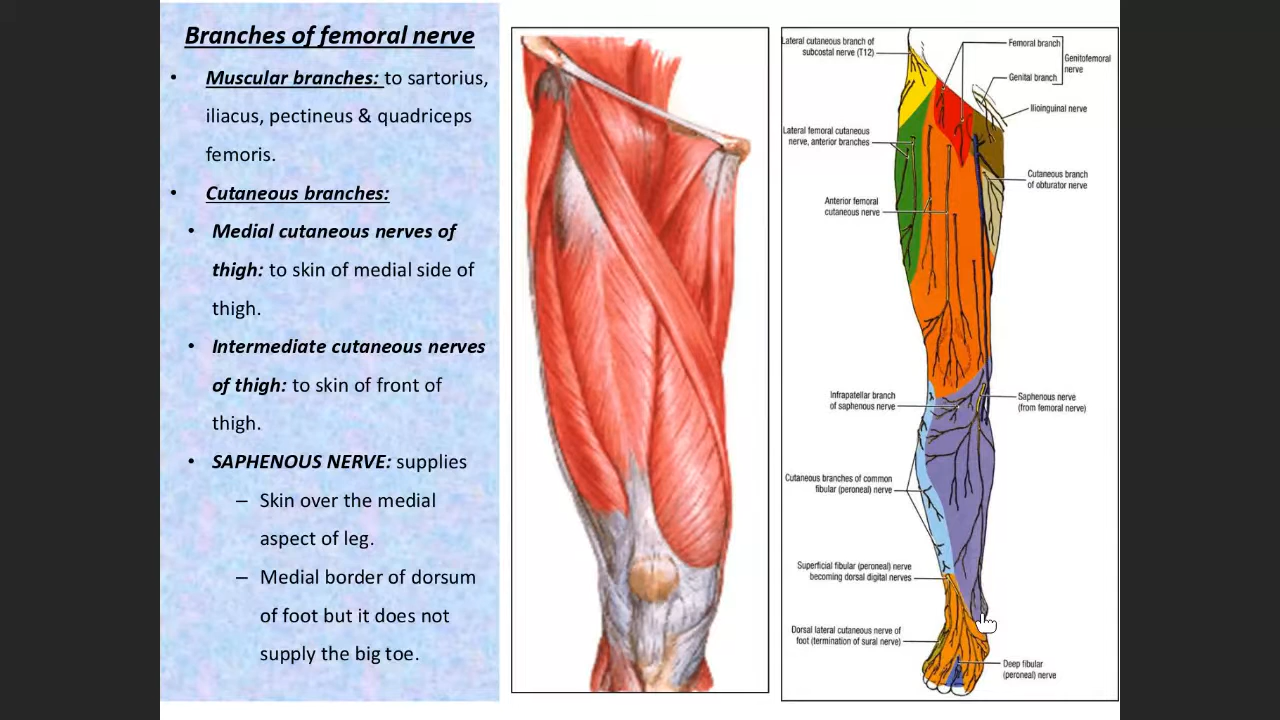 Branches of femoral nerve
• Muscular branches: to sartorius,
iliacus, pectineus & quadriceps
femoris.
• Cutaneous branches:
• Medial cutaneous nerves of
thigh: to skin of medial side of
thigh.
• Intermediate cutaneous nerves
of thigh: to skin of front of
thigh.
• SAPHENOUS NERVE: supplies
– Skin over the medial
aspect of leg.
– Medial border of dorsum
of foot but it does not
supply the big toe.
Lateral cutaneous branch of
subcostal nerve (T12)
Femoral branch
Genitofemoral
nerve
Genital branch
Ilioinguinal nerve
Lateral femoral cutaneous
nerve, anterior branches
Cutaneous branch
of obturator nerve
Anterior femoral
cutaneous nerve
Infrapatellar branch
of saphenous nerve
Saphenous nerve
(from femoral nerve)
Cutaneous branches of common
fibular (peroneal) nerve
Superficial fibular (peroneal) nerve
becoming dorsal digital nerves
Dorsal lateral cutaneous nerve of
foot (termination of sural nerve)
Deep fibular
(peroneal) nerve